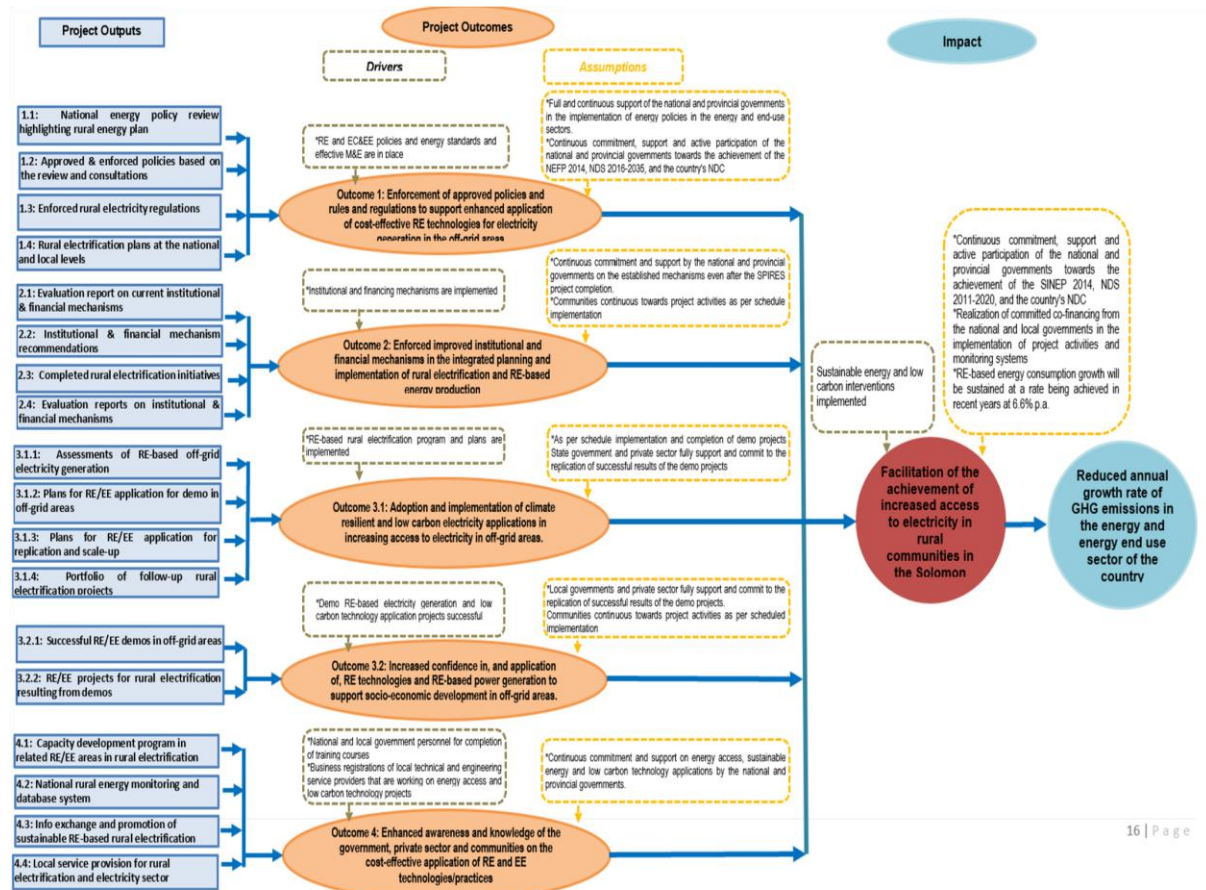 Project Outputs
Project Outcomes
Impact
Drivers
Assumptions
1.1: National energy policy review
highlighting rural energy plan
1.2: Approved & enforced policies based on
the review and consultations
1.3: Enforced rural electricity regulations
1.4: Rural electrification plans at the national
and local levels
*RE and EC&EE policies and energy standards and
effective M&E are in place
*Full and continuous support of the national and provincial governments
in the implementation of energy policies in the energy and end-use
sectors.
*Continuous commitment, support and active participation of the
national and provincial governments towards the achievement of the
NEFP 2014, NDS 2016-2035, and the country's NDC
Outcome 1: Enforcement of approved policies and
rules and regulations to support enhanced application
of cost-effective RE technologies for electricity
generation in the off-grid areas
2.1: Evaluation report on current institutional
& financial mechanisms
2.2: Institutional & financial mechanism
recommendations
2.3: Completed rural electrification initiatives
2.4: Evaluation reports on institutional &
financial mechanisms
*Institutional and financing mechanisms are implemented
*Continuous commitment and support by the national and provincial
governments on the established mechanisms even after the SPIRES
project completion.
*Communities continue towards project activities as per schedule
implementation
Outcome 2: Enforced improved institutional and
financial mechanisms in the integrated planning and
implementation of rural electrification and RE-based
energy production
3.1.1: Assessments of RE-based off-grid
electricity generation
3.1.2: Plans for RE/EE application for demo in
off-grid areas
3.1.3: Plans for RE/EE application for
replication and scale-up
3.1.4: Portfolio of follow-up rural
electrification projects
*RE-based rural electrification program and plans are
implemented
*As per schedule implementation and completion of demo projects
State government and private sector fully support and commit to the
replication of successful results of the demo projects
Outcome 3.1: Adoption and implementation of climate
resilient and low carbon electricity applications in
increasing access to electricity in off-grid areas.
3.2.1: Successful RE/EE demos in off-grid areas
3.2.2: RE/EE projects for rural electrification
resulting from demos
*Demo RE-based electricity generation and low
carbon technology application projects successful
*Local governments and private sector fully support and commit to the
replication of successful results of the demo projects.
Communities continue towards project activities as per scheduled
implementation
Outcome 3.2: Increased confidence in, and application
of, RE technologies and RE-based power generation to
support socio-economic development in off-grid areas.
4.1: Capacity development program in
related RE/EE areas in rural electrification
4.2: National rural energy monitoring and
database system
4.3: Info exchange and promotion of
sustainable RE-based rural electrification
4.4: Local service provision for rural
electrification and electricity sector
*National and local government personnel for completion
of training courses
*Business registrations of local technical and engineering
service providers that are working on energy access and
low carbon technology projects
*Continuous commitment and support on energy access, sustainable
energy and low carbon technology applications by the national and
provincial governments.
Outcome 4: Enhanced awareness and knowledge of the
government, private sector and communities on the
cost-effective application of RE and EE
technologies/practices
Sustainable energy and low
carbon interventions
implemented
*Continuous commitment, support and
active participation of the national and
provincial governments towards the
achievement of the SINEP 2014, NDS
2011-2020, and the country's NDC
*Realization of committed co-financing from
the national and local governments in the
implementation of project activities and
monitoring systems
*RE-based energy consumption growth will
be sustained at a rate being achieved in
recent years at 6.6% p.a.
Facilitation of the
achievement of
increased access
to electricity in
rural
communities in
the Solomon
Reduced annual
growth rate of
GHG emissions in
the energy and
energy end use
sector of the
country
16 | Page